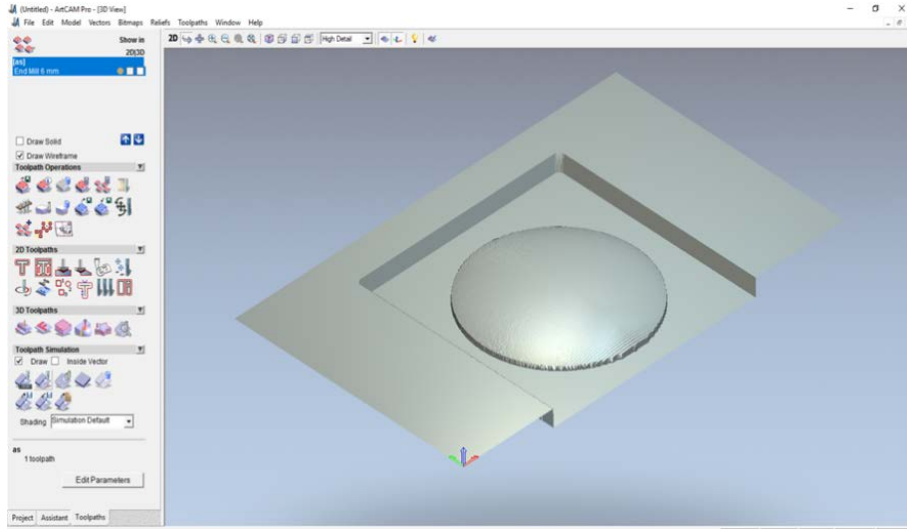 (Untitled) - ArtCAM Pro - [3D View]
File Edit Model Vectors Bitmaps Reliefs Toolpaths Window Help
Show in
2D|3D
2D
High Detail
[as]
End Mill 6 mm
Draw Solid
Draw Wireframe
Toolpath Operations
2D Toolpaths
3D Toolpaths
Toolpath Simulation
Draw Inside Vector
Shading Simulation Default
as
1 toolpath
Edit Parameters
Project Assistant Toolpaths